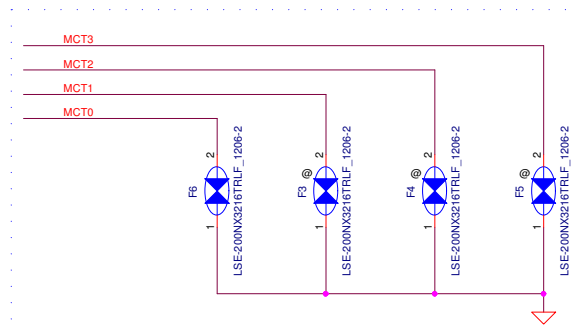 MCT3
MCT2
MCT1
MCT0
2
F6
1
LSE-200NX3216TRLF_1206-2
@
2
F3
1
LSE-200NX3216TRLF_1206-2
@
2
F4
1
LSE-200NX3216TRLF_1206-2
@
2
F5
1
LSE-200NX3216TRLF_1206-2